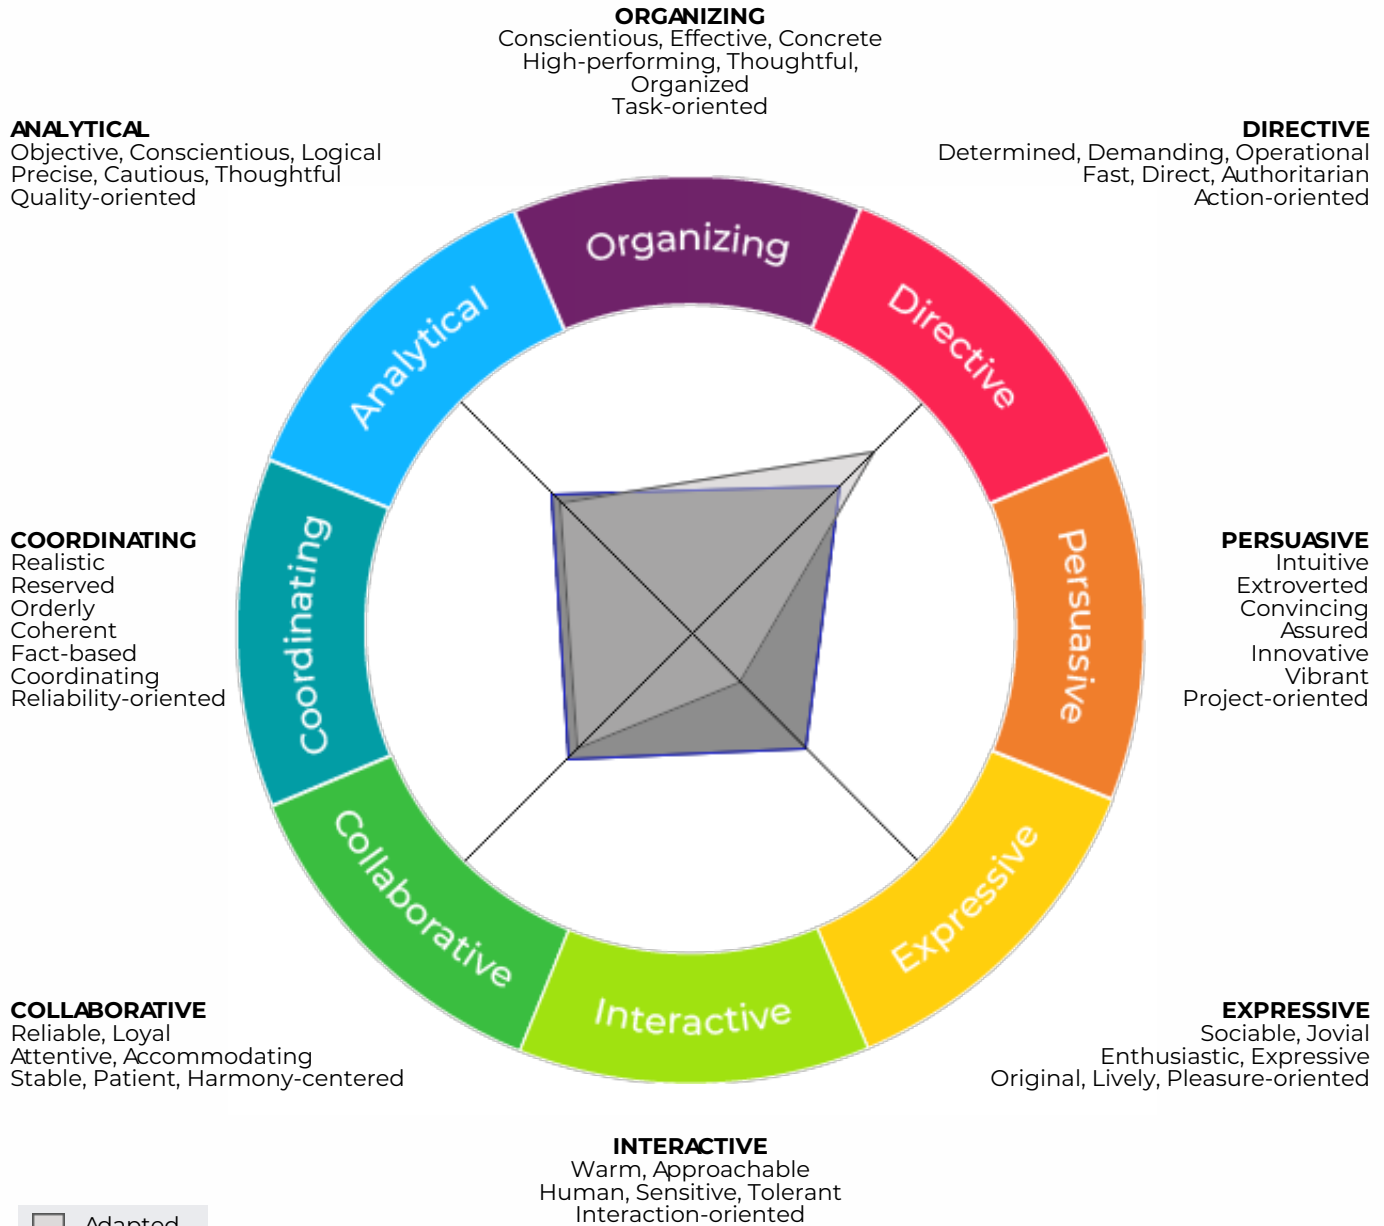 ORGANIZING
Conscientious, Effective, Concrete
High-performing, Thoughtful,
Organized
Task-oriented
ANALYTICAL
Objective, Conscientious, Logical
Precise, Cautious, Thoughtful
Quality-oriented
DIRECTIVE
Determined, Demanding, Operational
Fast, Direct, Authoritarian
Action-oriented
Organizing
Analytical
Directive
Coordinating
Persuasive
Collaborative
Expressive
Interactive
COORDINATING
Realistic
Reserved
Orderly
Coherent
Fact-based
Coordinating
Reliability-oriented
PERSUASIVE
Intuitive
Extroverted
Convincing
Assured
Innovative
Vibrant
Project-oriented
COLLABORATIVE
Reliable, Loyal
Attentive, Accommodating
Stable, Patient, Harmony-centered
EXPRESSIVE
Sociable, Jovial
Enthusiastic, Expressive
Original, Lively, Pleasure-oriented
INTERACTIVE
Warm, Approachable
Human, Sensitive, Tolerant
Interaction-oriented
Adapted